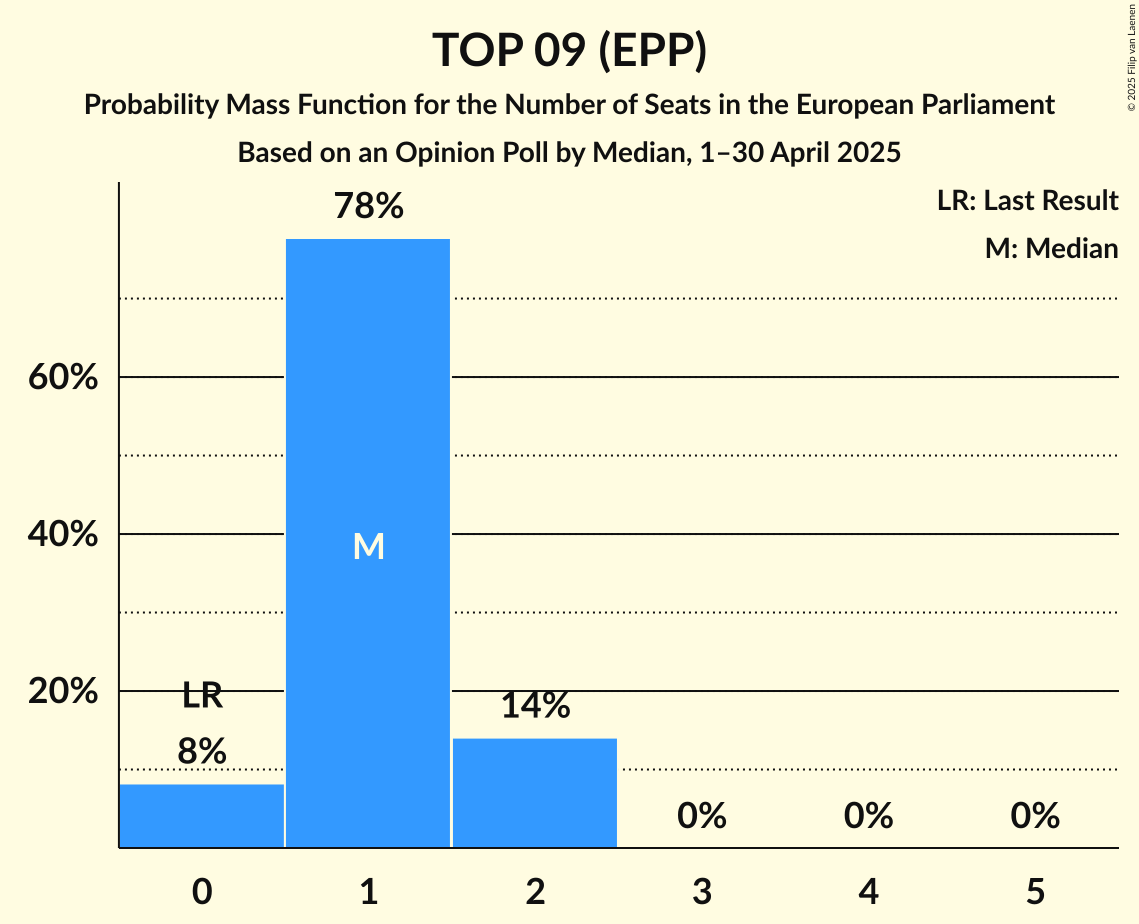 TOP 09 (EPP)
Probability Mass Function for the Number of Seats in the European Parliament
Based on an Opinion Poll by Median, 1–30 April 2025
© 2025 Filip van Laenen
LR: Last Result
M: Median
78%
60%
40%
20%
M
LR
8%
14%
0%
0%
0%
0
1
2
3
4
5